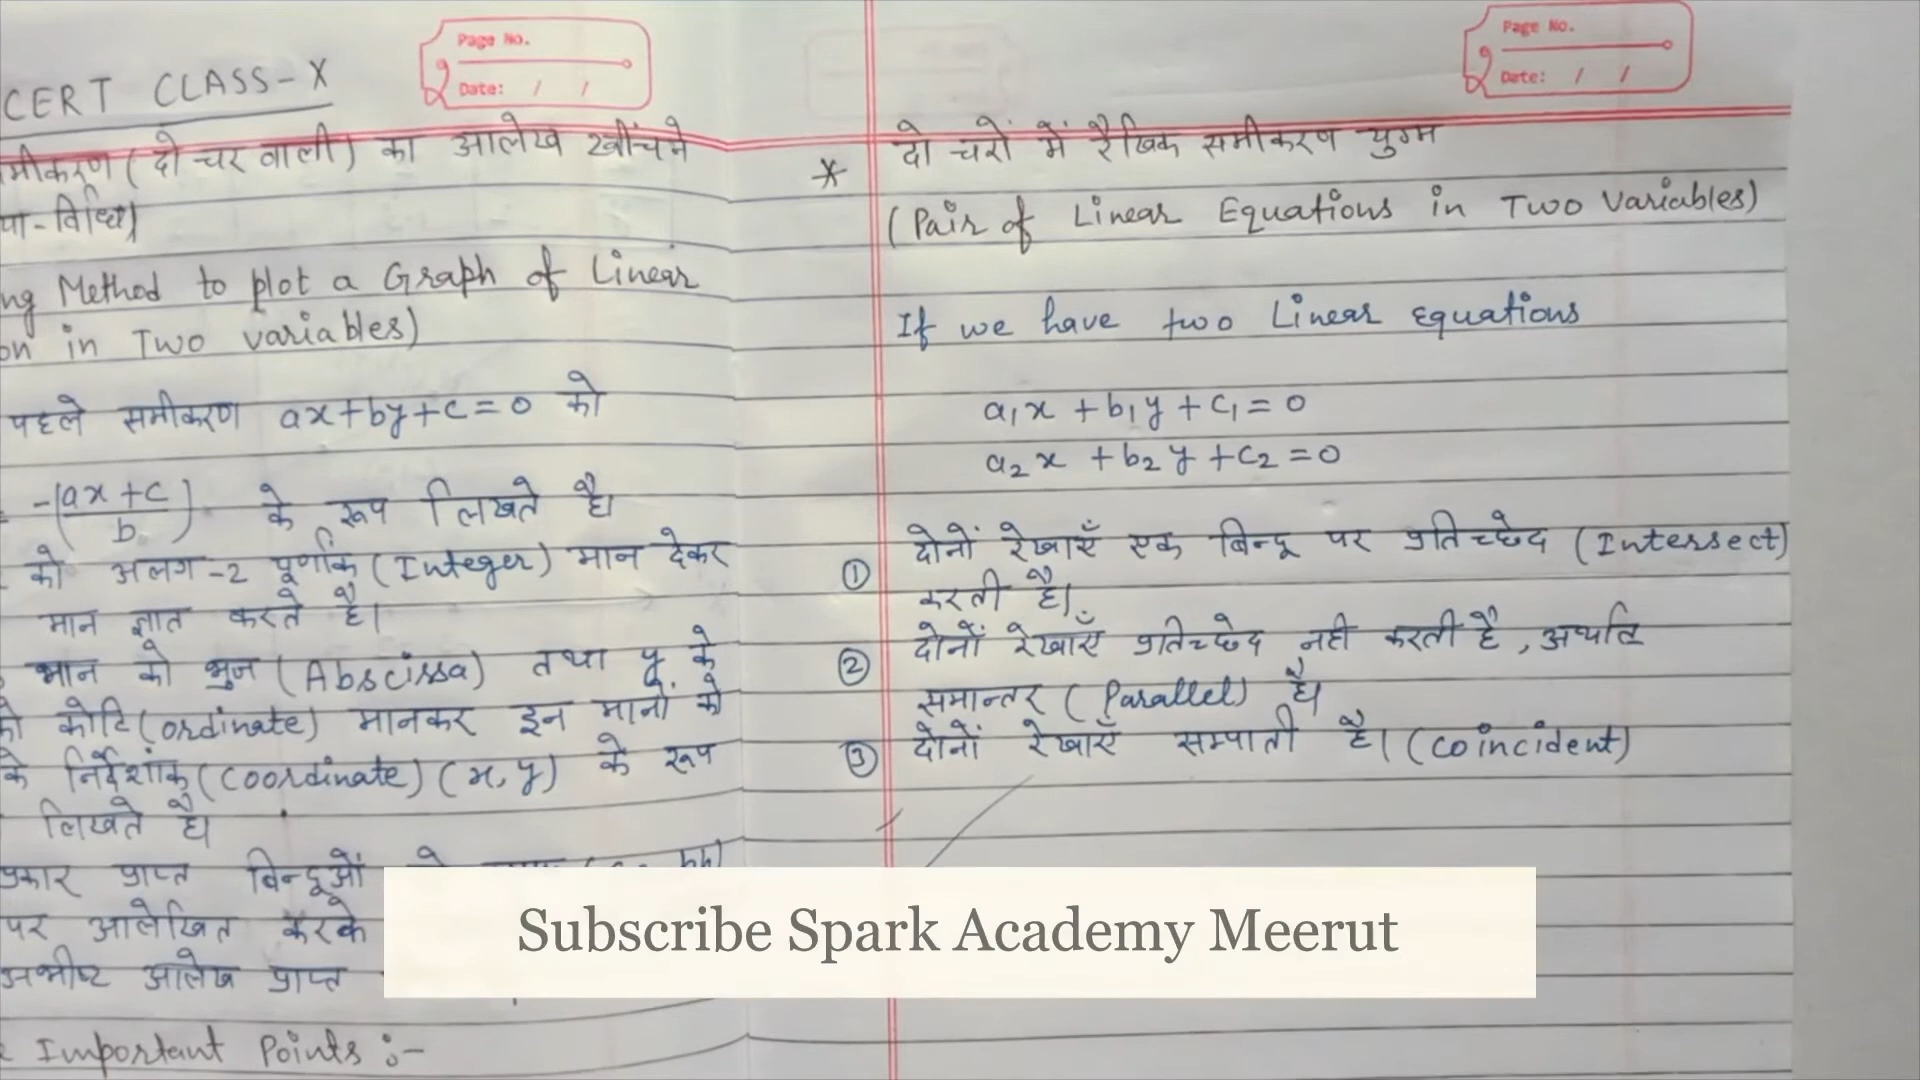 CERT CLASS-X
Page No.
Date: / /
मीकरण (दो चर वाली) का आलेख खींचने
पा-विधि)
ng Method to plot a Graph of Linear
on in Two variables)
पहले समीकरण ax+by+c=0 को
-(ax+c/b) के रूप लिखते है।
को अलग-2 पूर्णांक (Integer) मान देकर
मान ज्ञात करते है।
मान को भुज (Abscissa) तथा y के
को कोटि (ordinate) मानकर इन मानों को
के निर्देशांक (coordinate) (x, y) के रूप
लिखते है।
प्रकार प्राप्त बिन्दूओं
पर आलेखित करके
अभीष्ट आलेख प्राप्त
Important Points :-
Page No.
Date: / /
* दो चरों में रैखिक समीकरण युग्म
(Pair of Linear Equations in Two Variables)
If we have two Linear Equations
a₁x + b₁y + c₁ = 0
a₂x + b₂y + c₂ = 0
① दोनों रेखाएँ एक बिन्दू पर प्रतिच्छेद (Intersect)
करती है।
② दोनों रेखाएँ प्रतिच्छेद नही करती है, अर्थात
समान्तर (Parallel) है।
③ दोनों रेखाएँ सम्पाती है। (coincident)
Subscribe Spark Academy Meerut